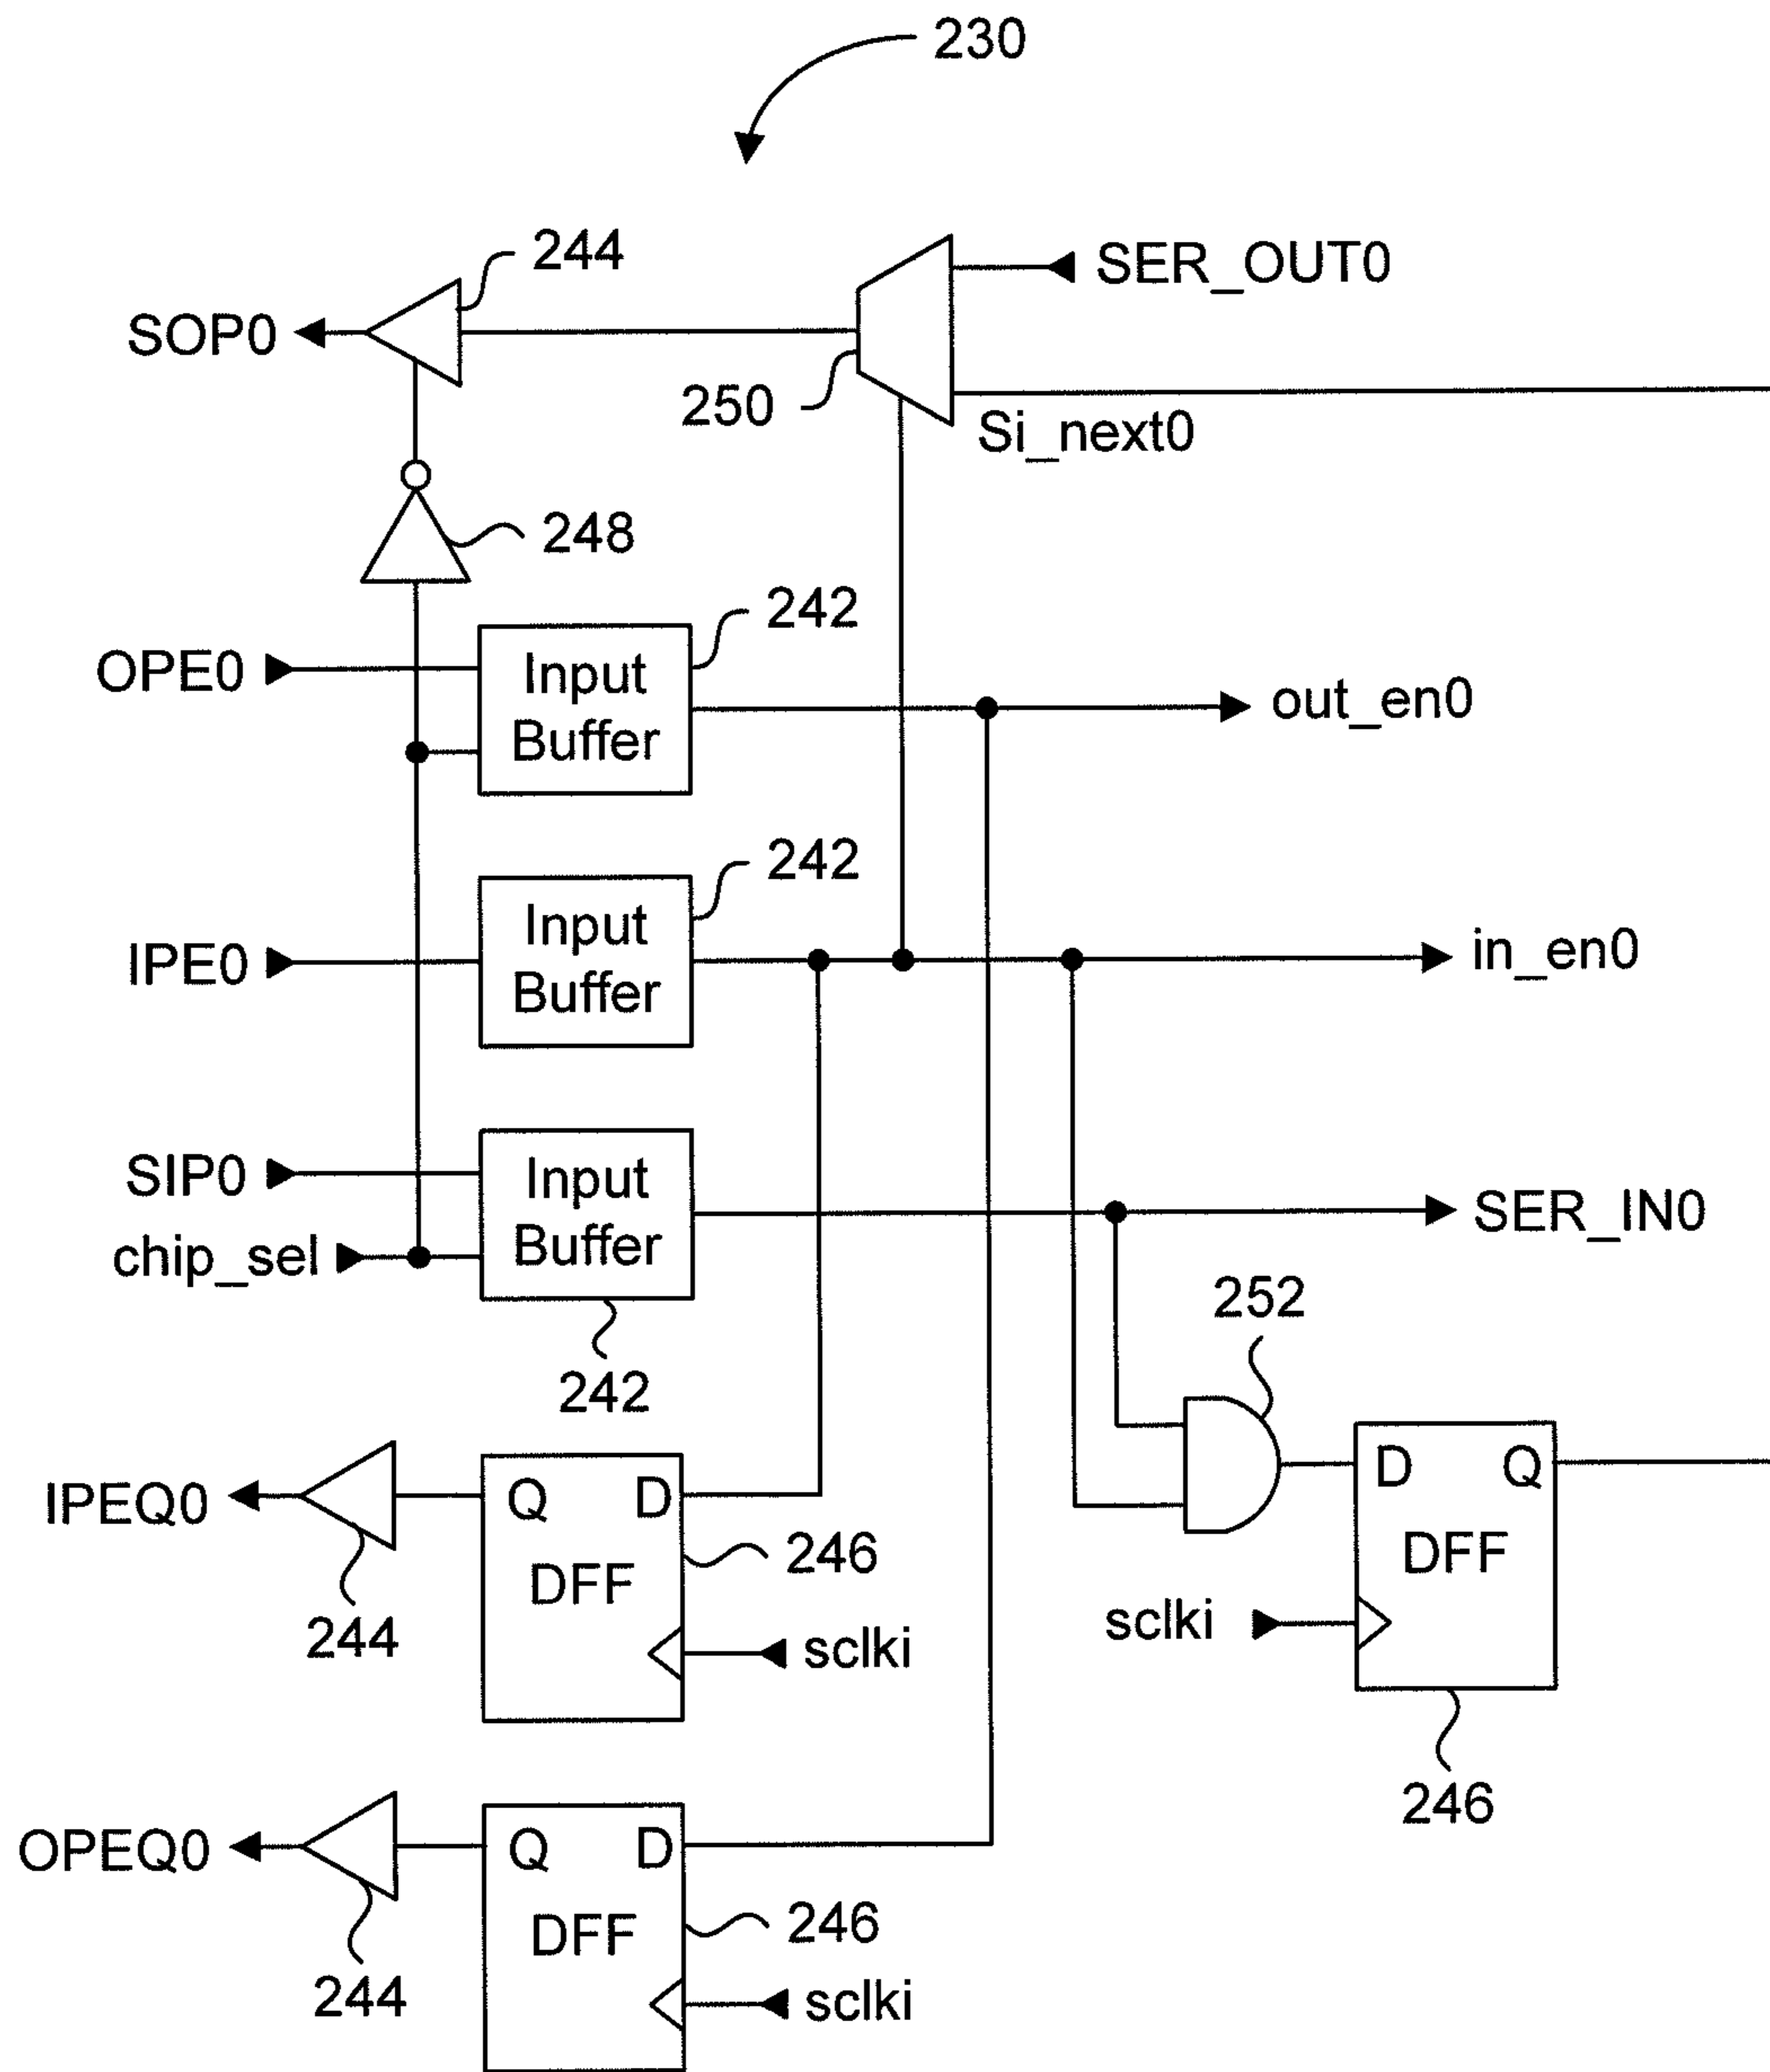 230
244
SER_OUT0
SOP0
250
Si_next0
248
242
OPE0
Input
Buffer
out_en0
242
IPE0
Input
Buffer
in_en0
SIP0
Input
Buffer
SER_IN0
chip_sel
252
242
IPEQ0
Q D
DFF
246
244
sclki
D Q
DFF
sclki
246
OPEQ0
Q D
DFF
246
244
sclki